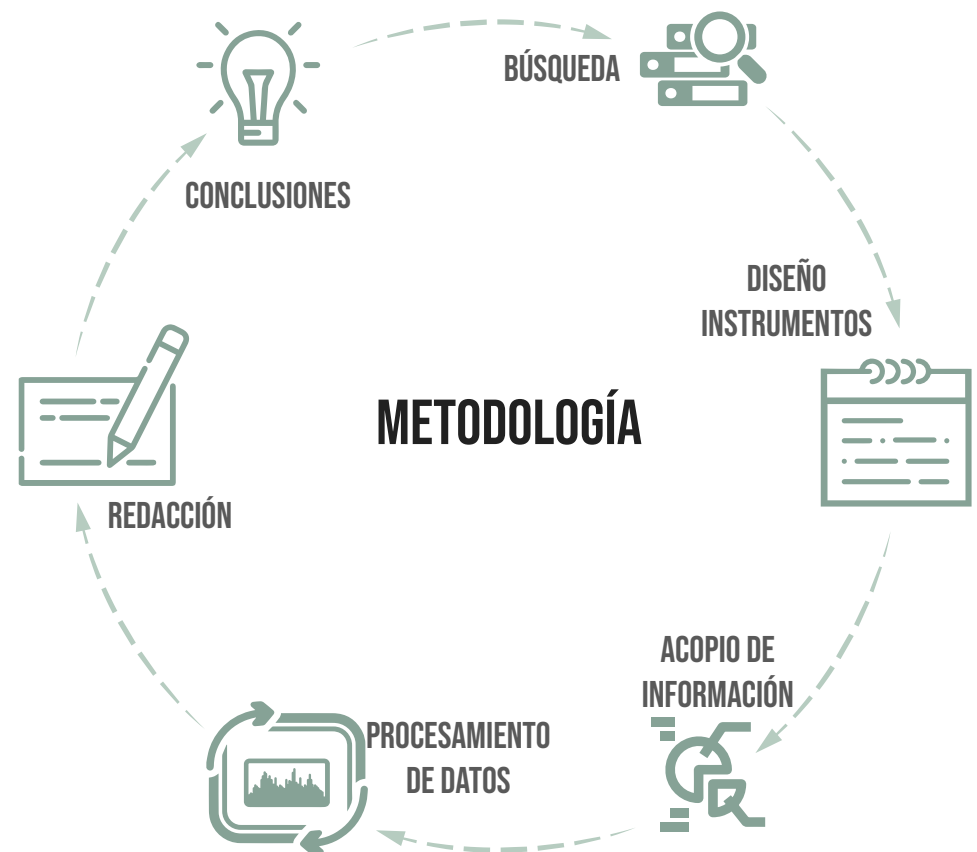 BÚSQUEDA
CONCLUSIONES
DISEÑO
INSTRUMENTOS
METODOLOGÍA
REDACCIÓN
ACOPIO DE
INFORMACIÓN
PROCESAMIENTO
DE DATOS